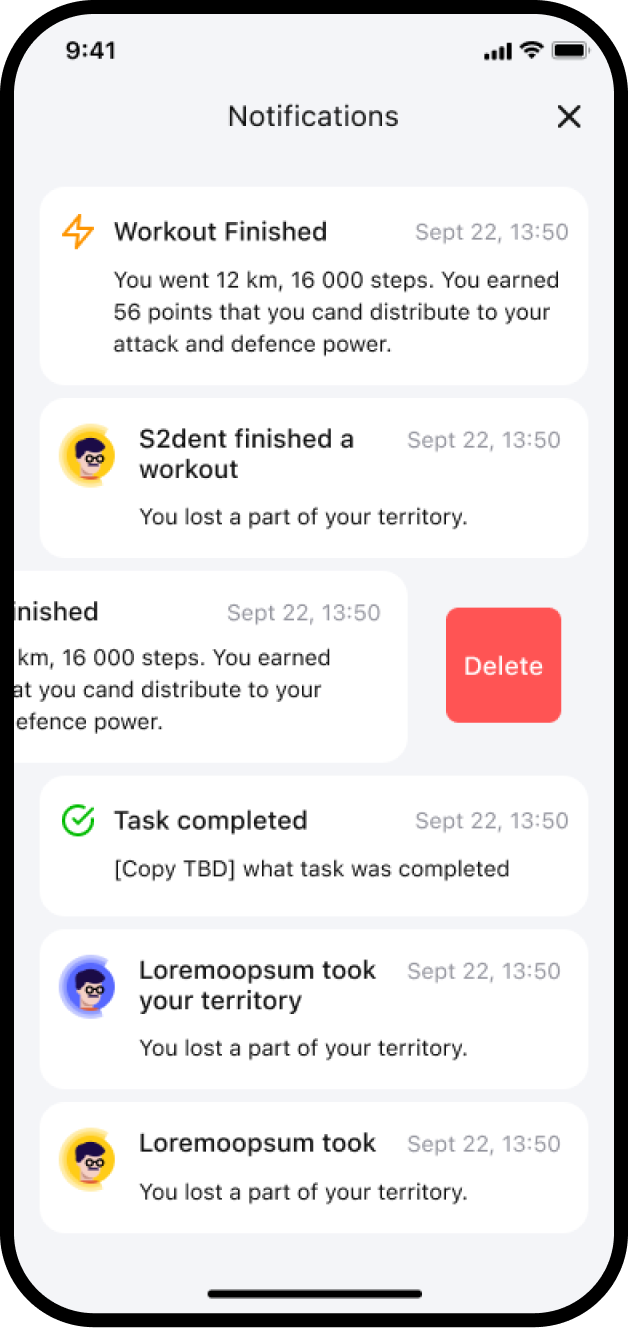 9:41
Notifications
Workout Finished Sept 22, 13:50
You went 12 km, 16 000 steps. You earned
56 points that you cand distribute to your
attack and defence power.
S2dent finished a Sept 22, 13:50
workout
You lost a part of your territory.
inished Sept 22, 13:50
km, 16 000 steps. You earned
at you cand distribute to your
efence power.
Delete
Task completed Sept 22, 13:50
[Copy TBD] what task was completed
Loremoopsum took Sept 22, 13:50
your territory
You lost a part of your territory.
Loremoopsum took Sept 22, 13:50
You lost a part of your territory.